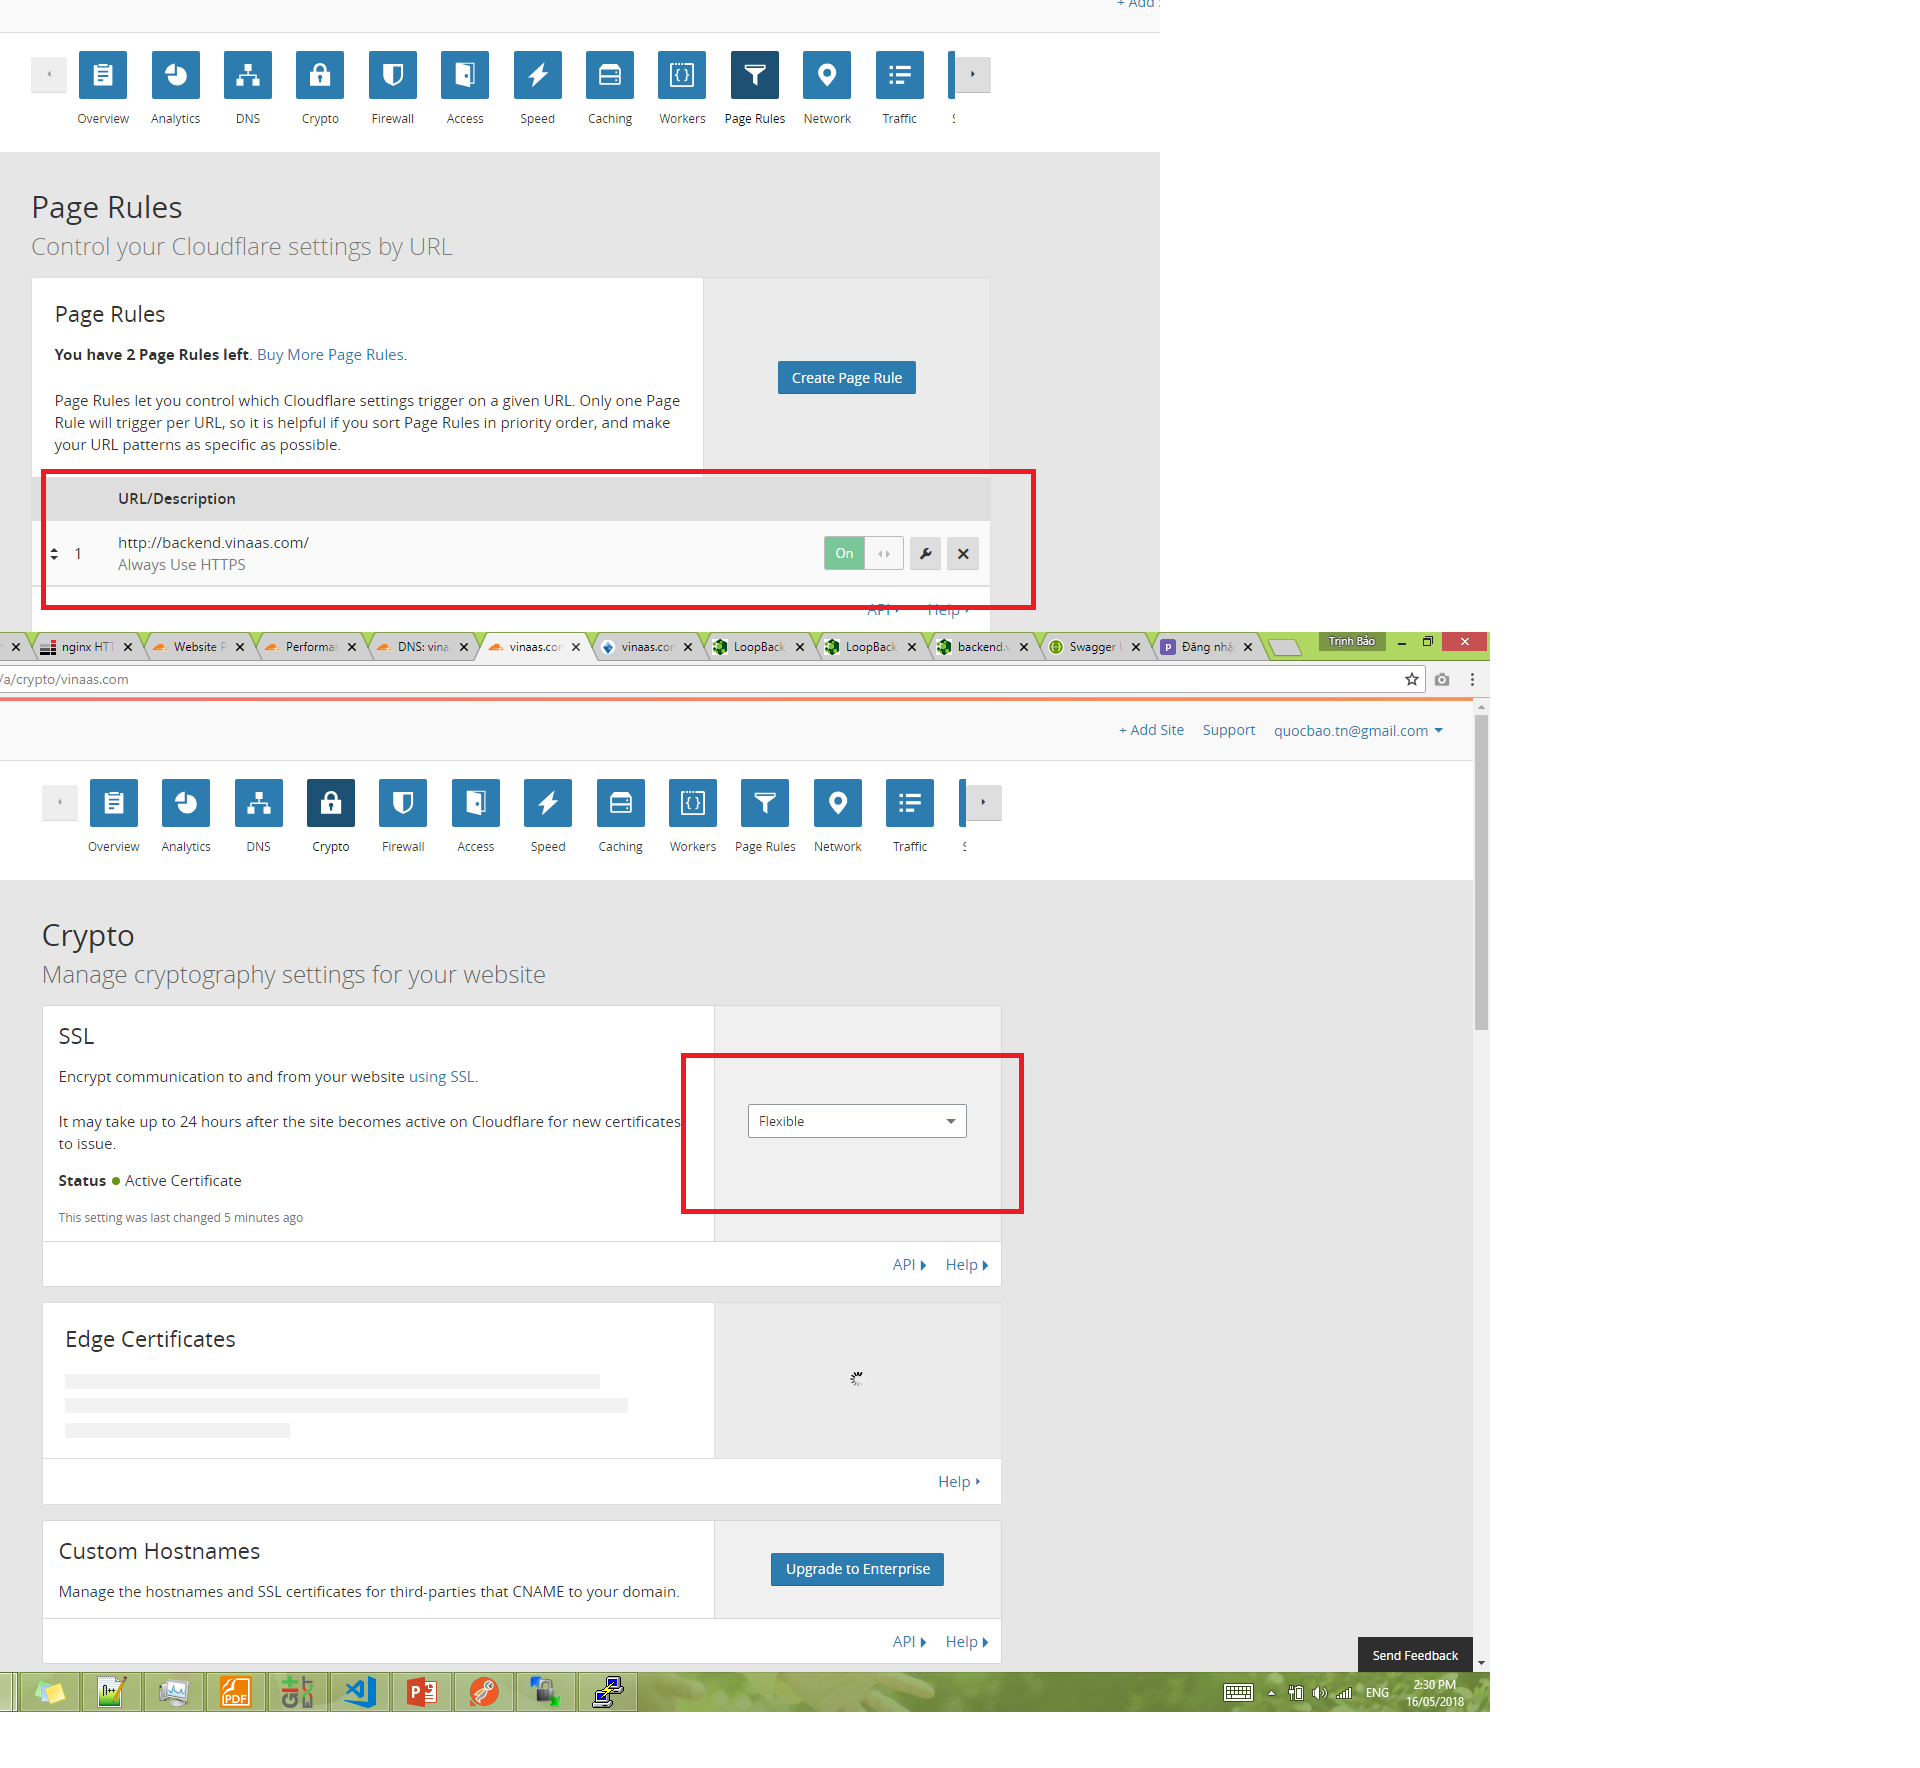 + Add
Overview Analytics DNS Crypto Firewall Access Speed Caching Workers Page Rules Network Traffic
Page Rules
Control your Cloudflare settings by URL
Page Rules
You have 2 Page Rules left. Buy More Page Rules.
Create Page Rule
Page Rules let you control which Cloudflare settings trigger on a given URL. Only one Page
Rule will trigger per URL, so it is helpful if you sort Page Rules in priority order, and make
your URL patterns as specific as possible.
URL/Description
1 http://backend.vinaas.com/
Always Use HTTPS
On
API Help
nginx HTT Website P Performar DNS: vina vinaas.cor vinaas.cor LoopBack LoopBack backend.v Swagger Đăng nhậ Trịnh Bảo
/a/crypto/vinaas.com
+ Add Site Support quocbao.tn@gmail.com
Overview Analytics DNS Crypto Firewall Access Speed Caching Workers Page Rules Network Traffic
Crypto
Manage cryptography settings for your website
SSL
Encrypt communication to and from your website using SSL.
It may take up to 24 hours after the site becomes active on Cloudflare for new certificates
to issue.
Flexible
Status Active Certificate
This setting was last changed 5 minutes ago
API Help
Edge Certificates
Help
Custom Hostnames
Manage the hostnames and SSL certificates for third-parties that CNAME to your domain.
Upgrade to Enterprise
API Help
Send Feedback
PDF
ENG
2:30 PM
16/05/2018